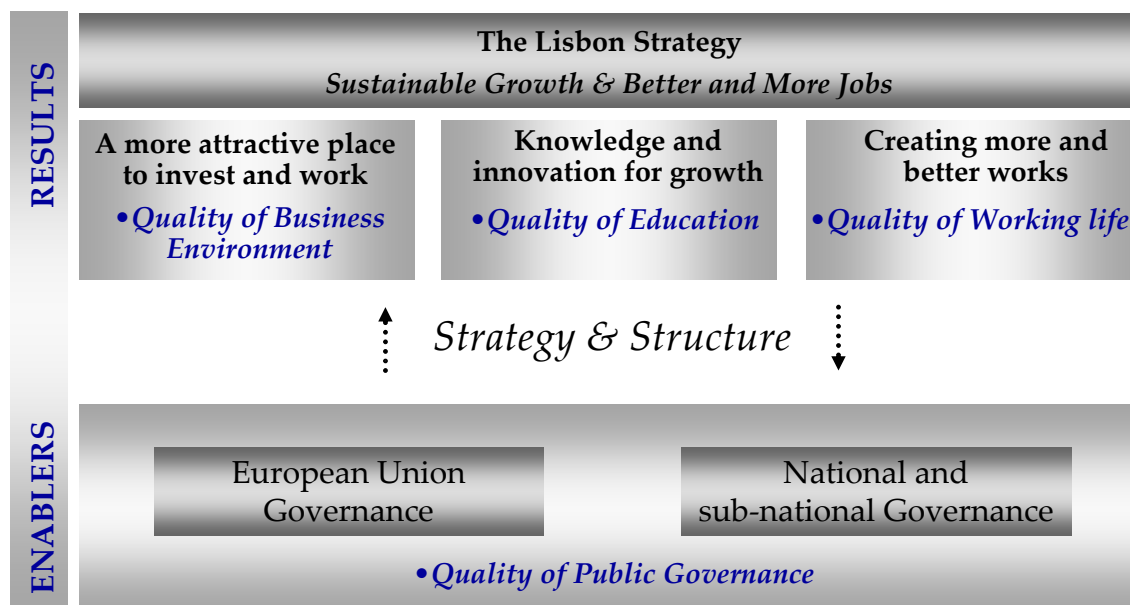 RESULTS
The Lisbon Strategy
Sustainable Growth & Better and More Jobs
A more attractive place
to invest and work
•Quality of Business
Environment
Knowledge and
innovation for growth
•Quality of Education
Creating more and
better works
•Quality of Working life
Strategy & Structure
ENABLERS
European Union
Governance
National and
sub-national Governance
•Quality of Public Governance